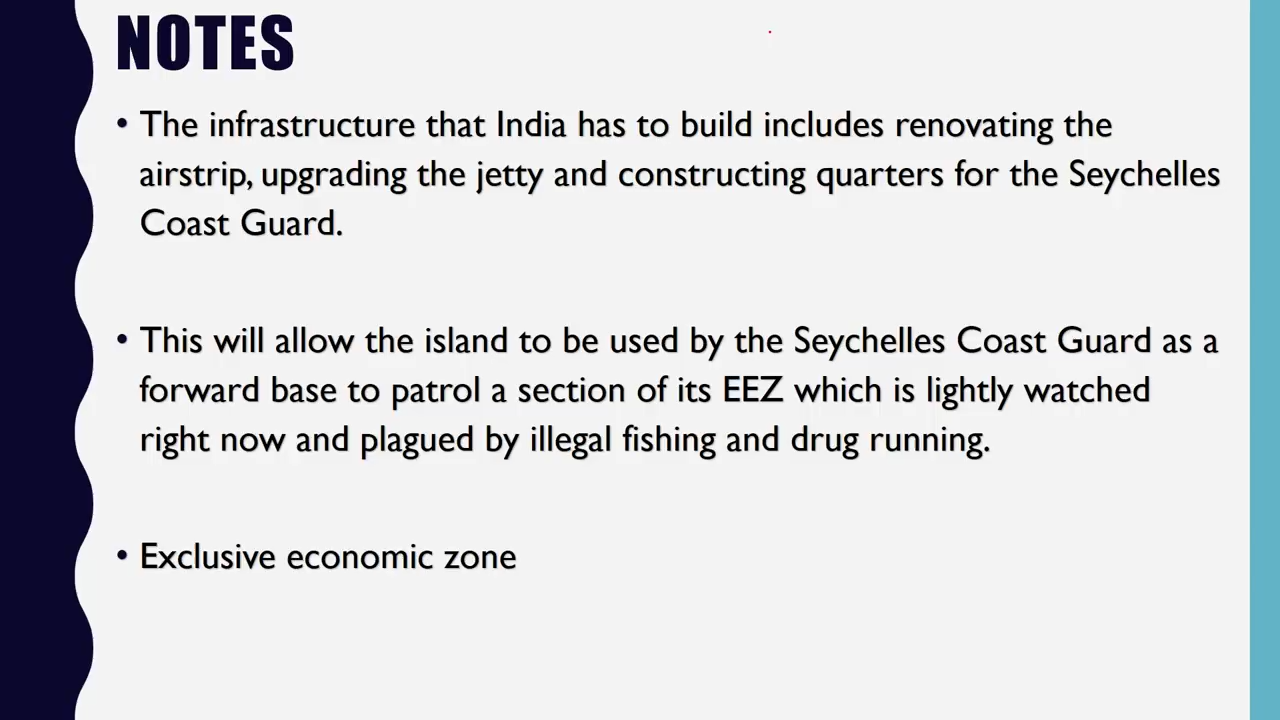 NOTES
• The infrastructure that India has to build includes renovating the
airstrip, upgrading the jetty and constructing quarters for the Seychelles
Coast Guard.
• This will allow the island to be used by the Seychelles Coast Guard as a
forward base to patrol a section of its EEZ which is lightly watched
right now and plagued by illegal fishing and drug running.
• Exclusive economic zone